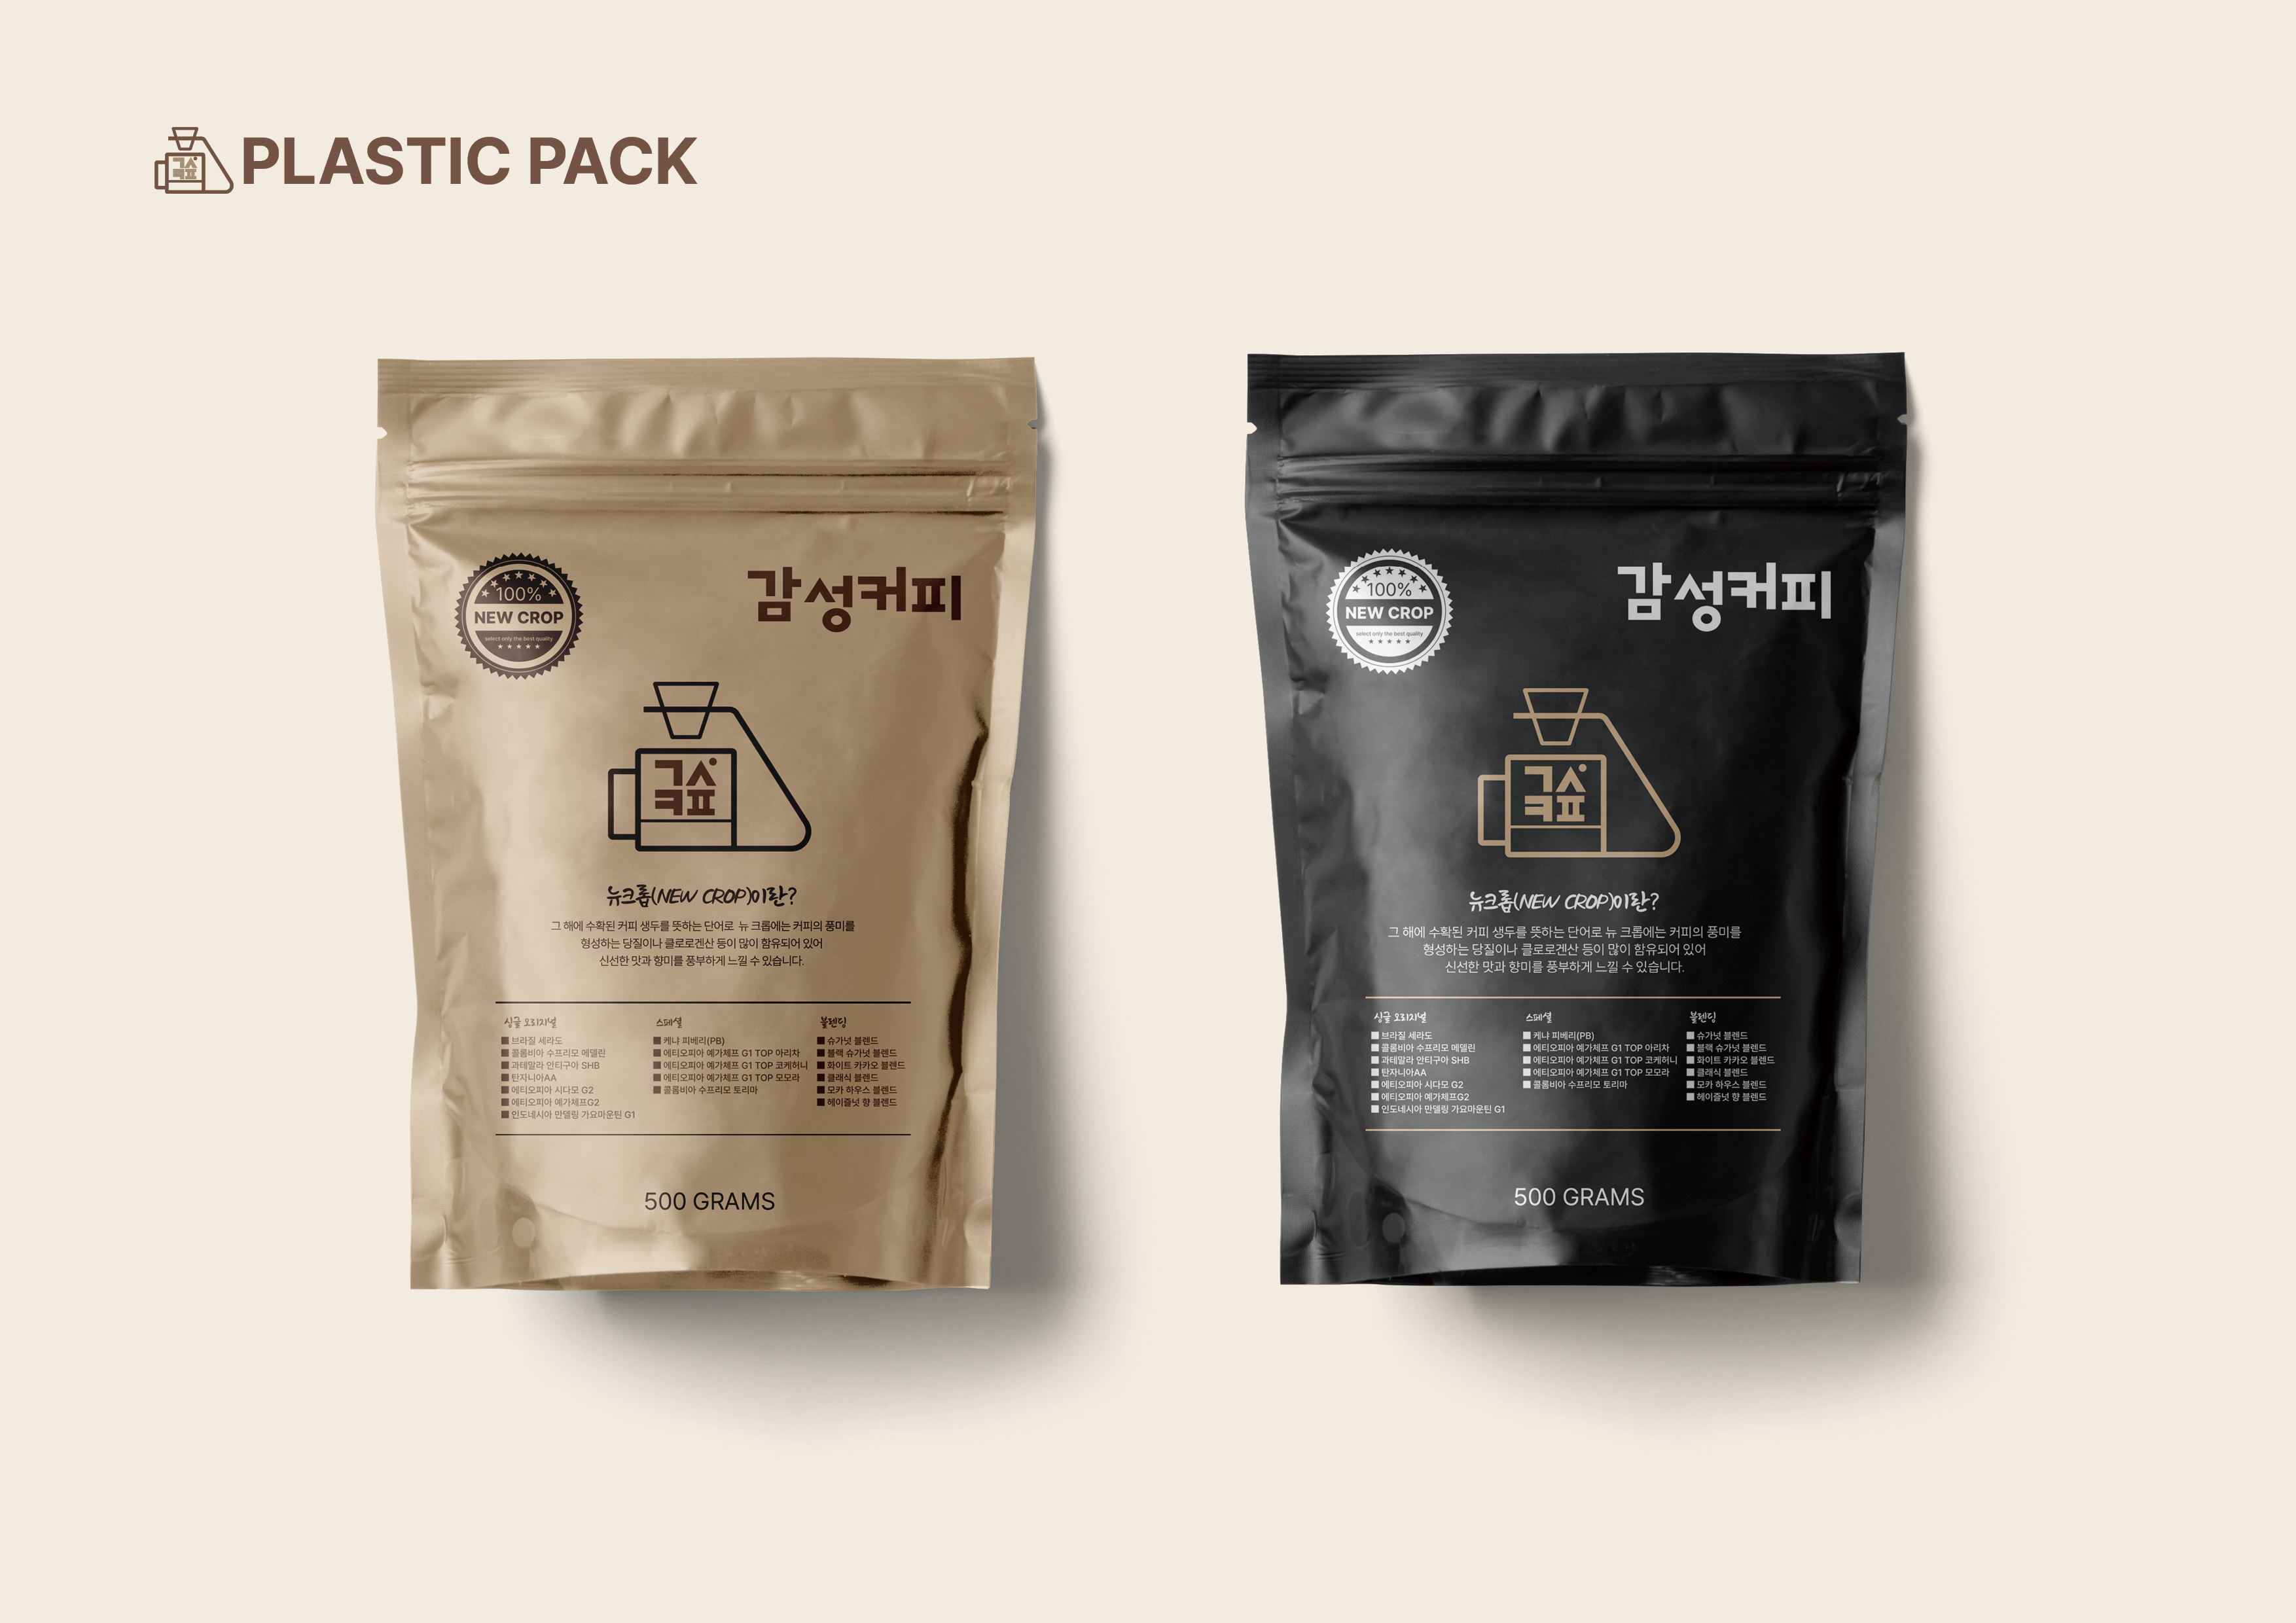 ㄱㅅ
ㅋㅍ
PLASTIC PACK
100%
NEW CROP
select only the best quality
감성커피
ㄱㅅ
ㅋㅍ
뉴크롭(NEW CROP)이란?
그 해에 수확된 커피 생두를 뜻하는 단어로 뉴 크롭에는 커피의 풍미를
형성하는 당질이나 클로로겐산 등이 많이 함유되어 있어
신선한 맛과 향미를 풍부하게 느낄 수 있습니다.
싱글 오리지널
브라질 세라도
콜롬비아 수프리모 메델린
과테말라 안티구아 SHB
탄자니아AA
에티오피아 시다모 G2
에티오피아 예가체프G2
인도네시아 만델링 가요마운틴 G1
스페셜
케냐 피베리(PB)
에티오피아 예가체프 G1 TOP 아리차
에티오피아 예가체프 G1 TOP 코케허니
에티오피아 예가체프 G1 TOP 모모라
콜롬비아 수프리모 토리마
블렌딩
슈가넛 블렌드
블랙 슈가넛 블렌드
화이트 카카오 블렌드
클래식 블렌드
모카 하우스 블렌드
헤이즐넛 향 블렌드
500 GRAMS
100%
NEW CROP
select only the best quality
감성커피
ㄱㅅ
ㅋㅍ
뉴크롭(NEW CROP)이란?
그 해에 수확된 커피 생두를 뜻하는 단어로 뉴 크롭에는 커피의 풍미를
형성하는 당질이나 클로로겐산 등이 많이 함유되어 있어
신선한 맛과 향미를 풍부하게 느낄 수 있습니다.
싱글 오리지널
브라질 세라도
콜롬비아 수프리모 메델린
과테말라 안티구아 SHB
탄자니아AA
에티오피아 시다모 G2
에티오피아 예가체프G2
인도네시아 만델링 가요마운틴 G1
스페셜
케냐 피베리(PB)
에티오피아 예가체프 G1 TOP 아리차
에티오피아 예가체프 G1 TOP 코케허니
에티오피아 예가체프 G1 TOP 모모라
콜롬비아 수프리모 토리마
블렌딩
슈가넛 블렌드
블랙 슈가넛 블렌드
화이트 카카오 블렌드
클래식 블렌드
모카 하우스 블렌드
헤이즐넛 향 블렌드
500 GRAMS